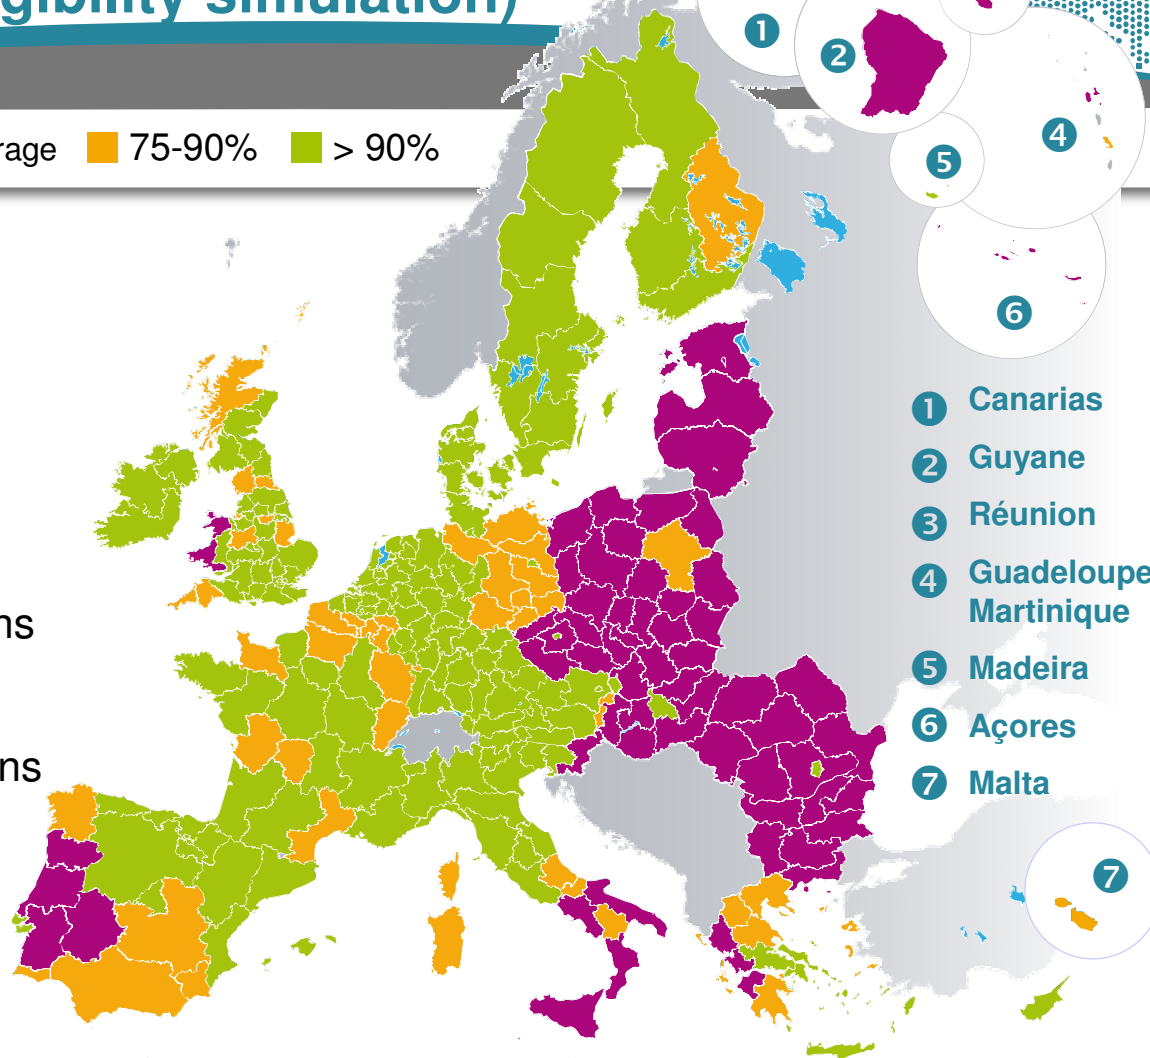 gibility simulation)
rage 75-90% > 90%
ns
ns
1
2
4
5
6
7
1 Canarias
2 Guyane
3 Réunion
4 Guadeloupe
Martinique
5 Madeira
6 Açores
7 Malta